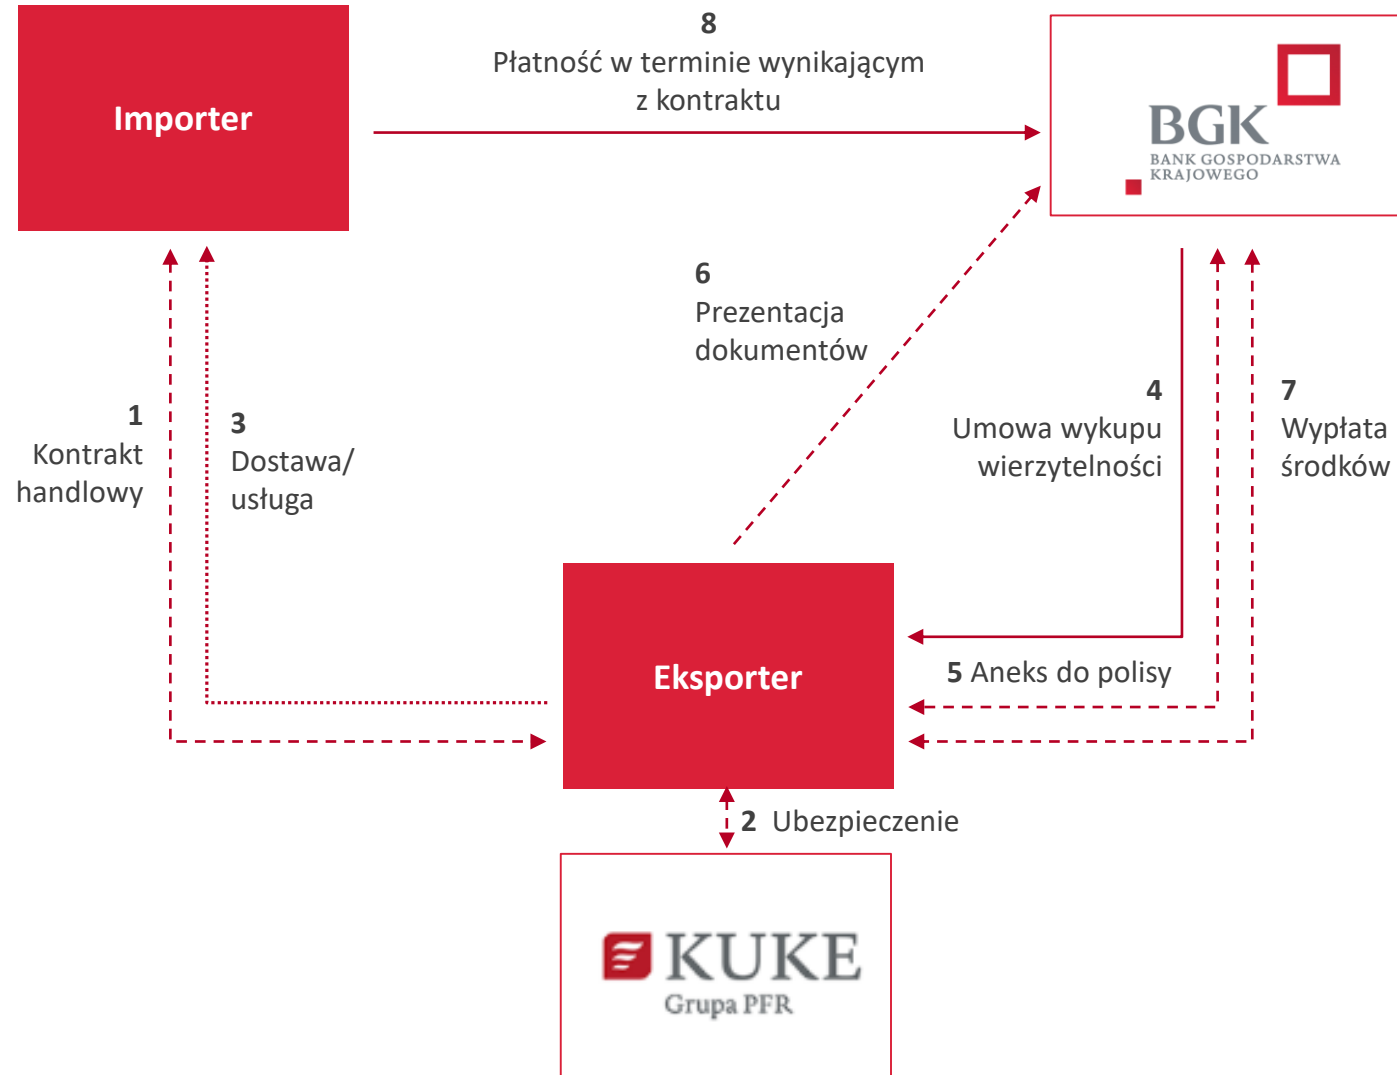 8
Płatność w terminie wynikającym
z kontraktu
Importer
BGK
BANK GOSPODARSTWA
KRAJOWEGO
6
Prezentacja
dokumentów
1
Kontrakt
handlowy
3
Dostawa/
usługa
4
Umowa wykupu
wierzytelności
7
Wypłata
środków
Eksporter
5 Aneks do polisy
2 Ubezpieczenie
KUKE
Grupa PFR